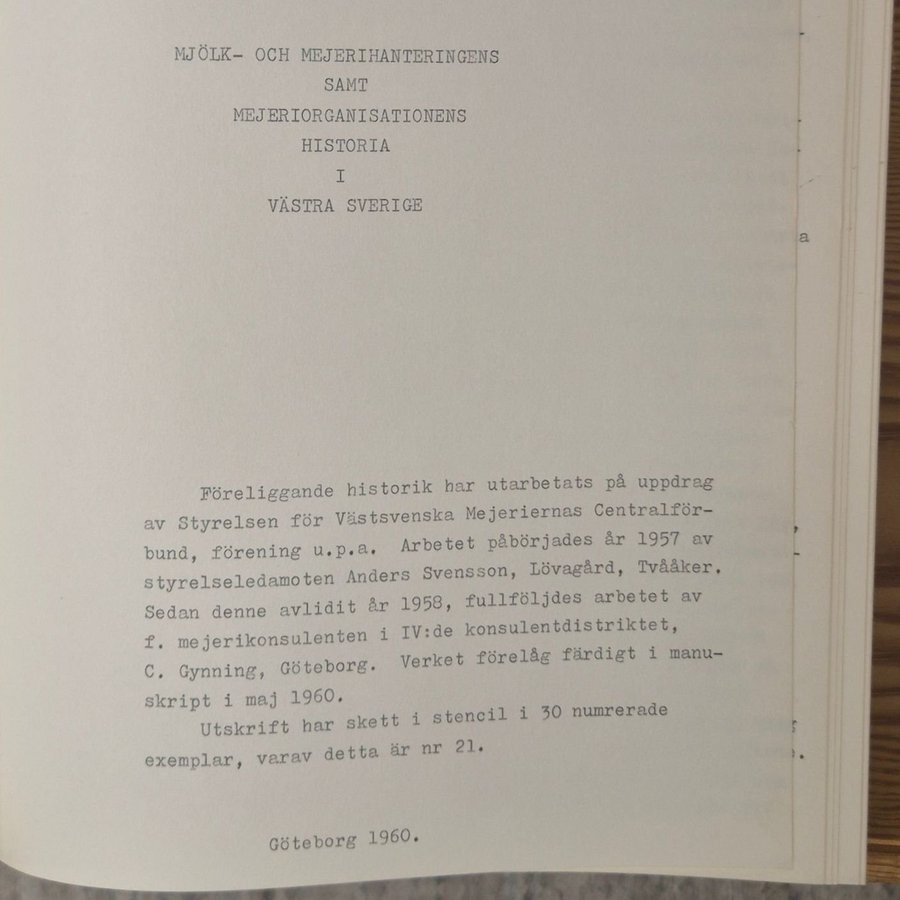 MJÖLK- OCH MEJERIHANTERINGENS
SAMT
MEJERIORGANISATIONENS
HISTORIA
I
VÄSTRA SVERIGE
Föreliggande historik har utarbetats på uppdrag
av Styrelsen för Västsvenska Mejeriernas Centralför-
bund, förening u.p.a. Arbetet påbörjades år 1957 av
styrelseledamoten Anders Svensson, Lövagård, Tvååker.
Sedan denne avlidit år 1958, fullföljdes arbetet av
f. mejerikonsulenten i IV:de konsulentdistriktet,
C. Gynning, Göteborg. Verket förelåg färdigt i manu-
skript i maj 1960.
Utskrift har skett i stencil i 30 numrerade
exemplar, varav detta är nr 21.
Göteborg 1960.